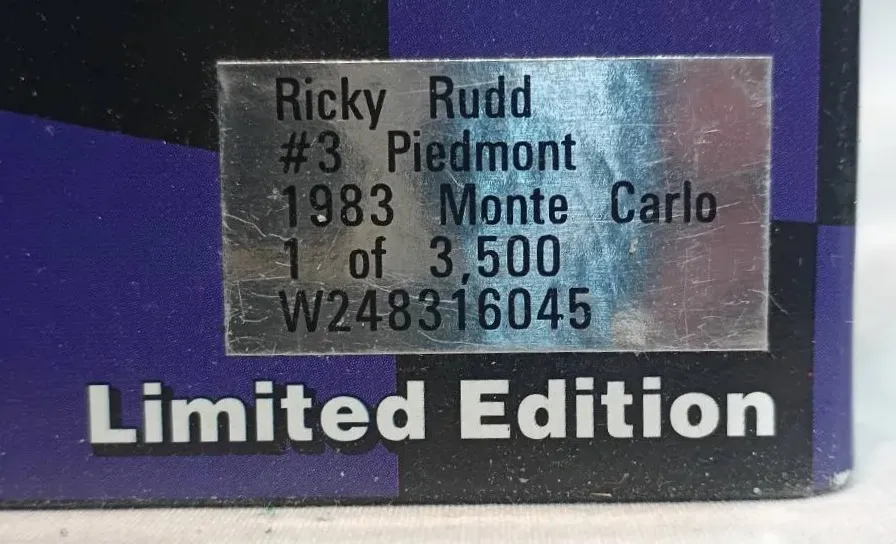 Ricky Rudd
#3 Piedmont
1983 Monte Carlo
1 of 3,500
W248316045
Limited Edition